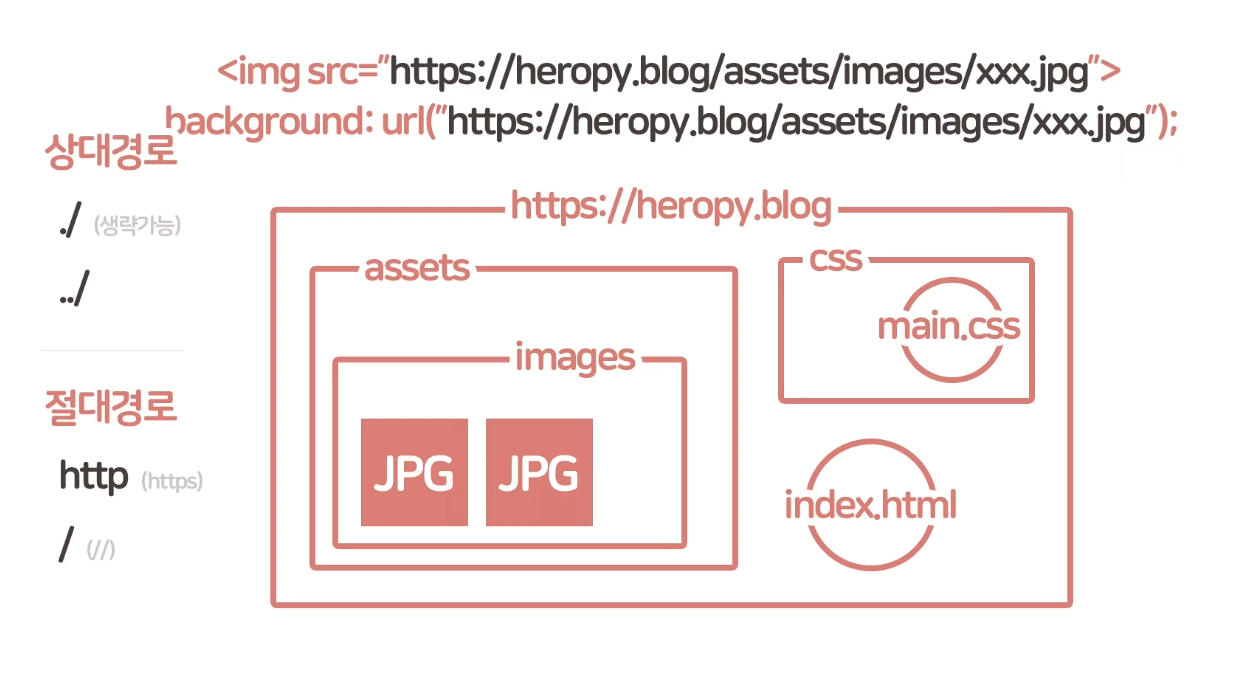 <img src="https://heropy.blog/assets/images/xxx.jpg">
background: url("https://heropy.blog/assets/images/xxx.jpg");
상대경로
./ (생략가능)
../
절대경로
http (https)
/ (//)
https://heropy.blog
assets
images
JPG JPG
css
main.css
index.html